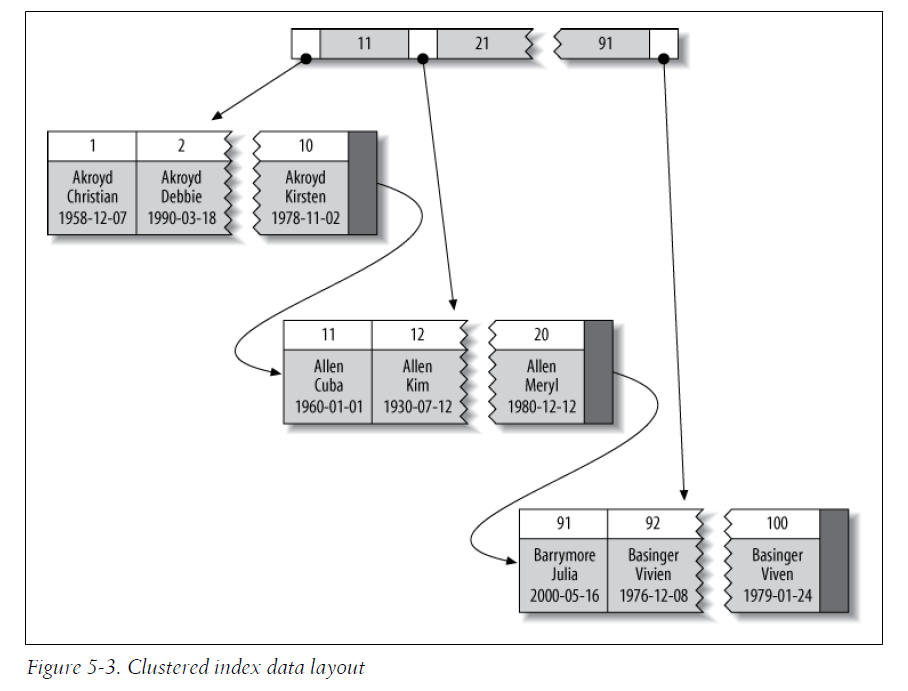 11 21 91
1 2 10
Akroyd Akroyd Akroyd
Christian Debbie Kirsten
1958-12-07 1990-03-18 1978-11-02
11 12 20
Allen Allen Allen
Cuba Kim Meryl
1960-01-01 1930-07-12 1980-12-12
91 92 100
Barrymore Basinger Basinger
Julia Vivien Viven
2000-05-16 1976-12-08 1979-01-24
Figure 5-3. Clustered index data layout